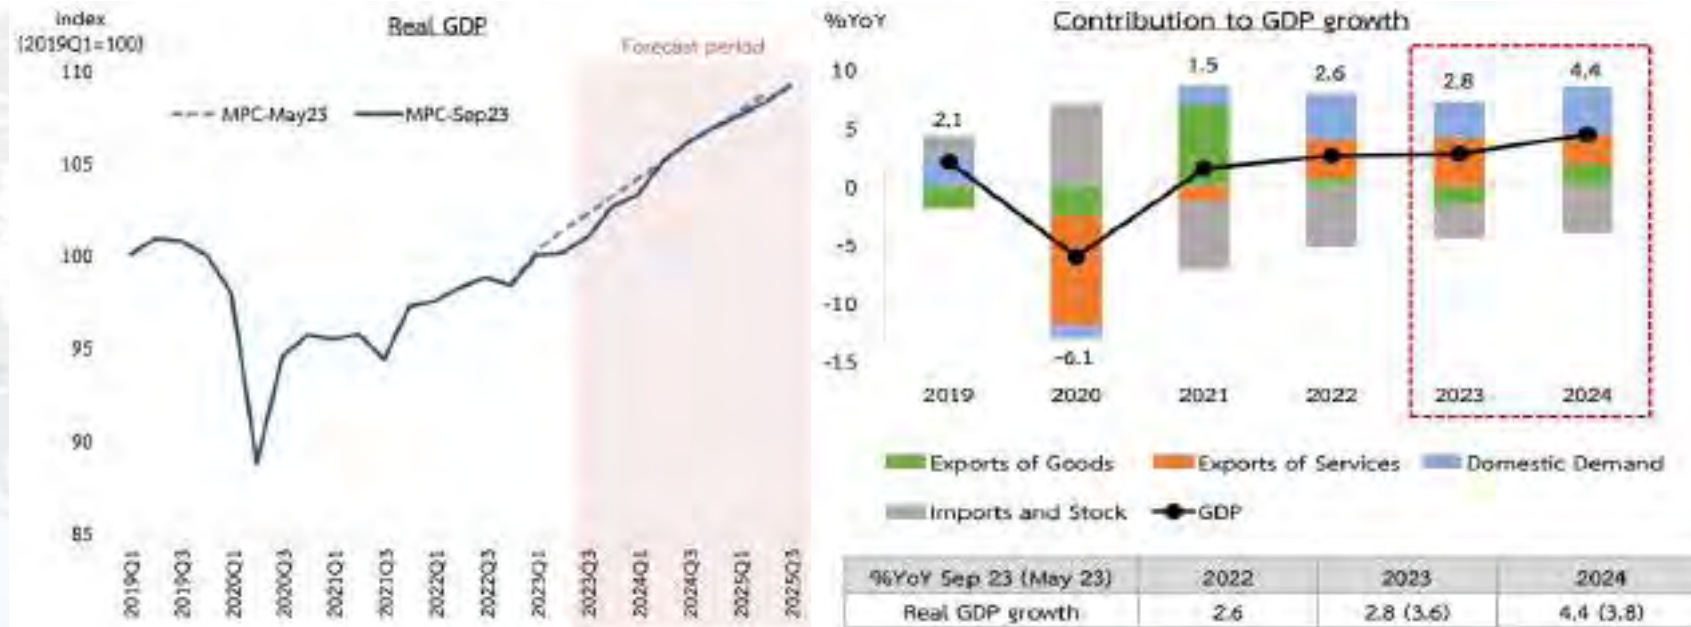 index
(2019Q1=100)
Real GDP
Forecast period
110
105
100
95
90
85
MPC-May23
MPC-Sep23
2019Q1
2019Q3
2020Q1
2020Q3
2021Q1
2021Q3
2022Q1
2022Q3
2023Q1
2023Q3
2024Q1
2024Q3
2025Q1
2025Q3
%YoY
Contribution to GDP growth
10
5
0
-5
-10
-15
2.1
-6.1
1.5
2.6
2.8
4.4
2019
2020
2021
2022
2023
2024
Exports of Goods
Exports of Services
Domestic Demand
Imports and Stock
GDP
%YoY Sep 23 (May 23) 2022 2023 2024
Real GDP growth 2.6 2.8 (3.6) 4.4 (3.8)